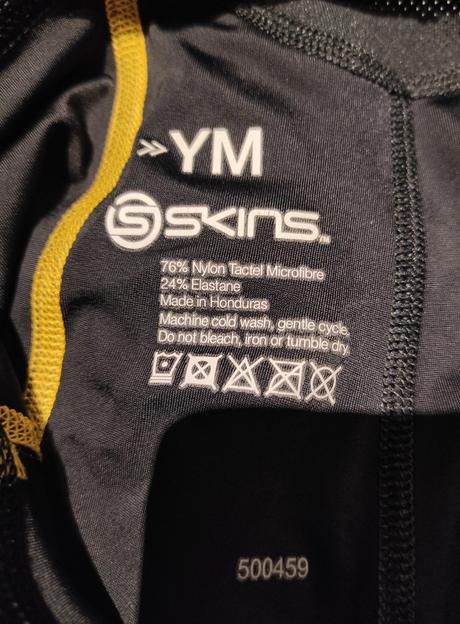 YM
S SKINS™
76% Nylon Tactel Microfibre
24% Elastane
Made in Honduras
Machine cold wash, gentle cycle.
Do not bleach, iron or tumble dry.
500459